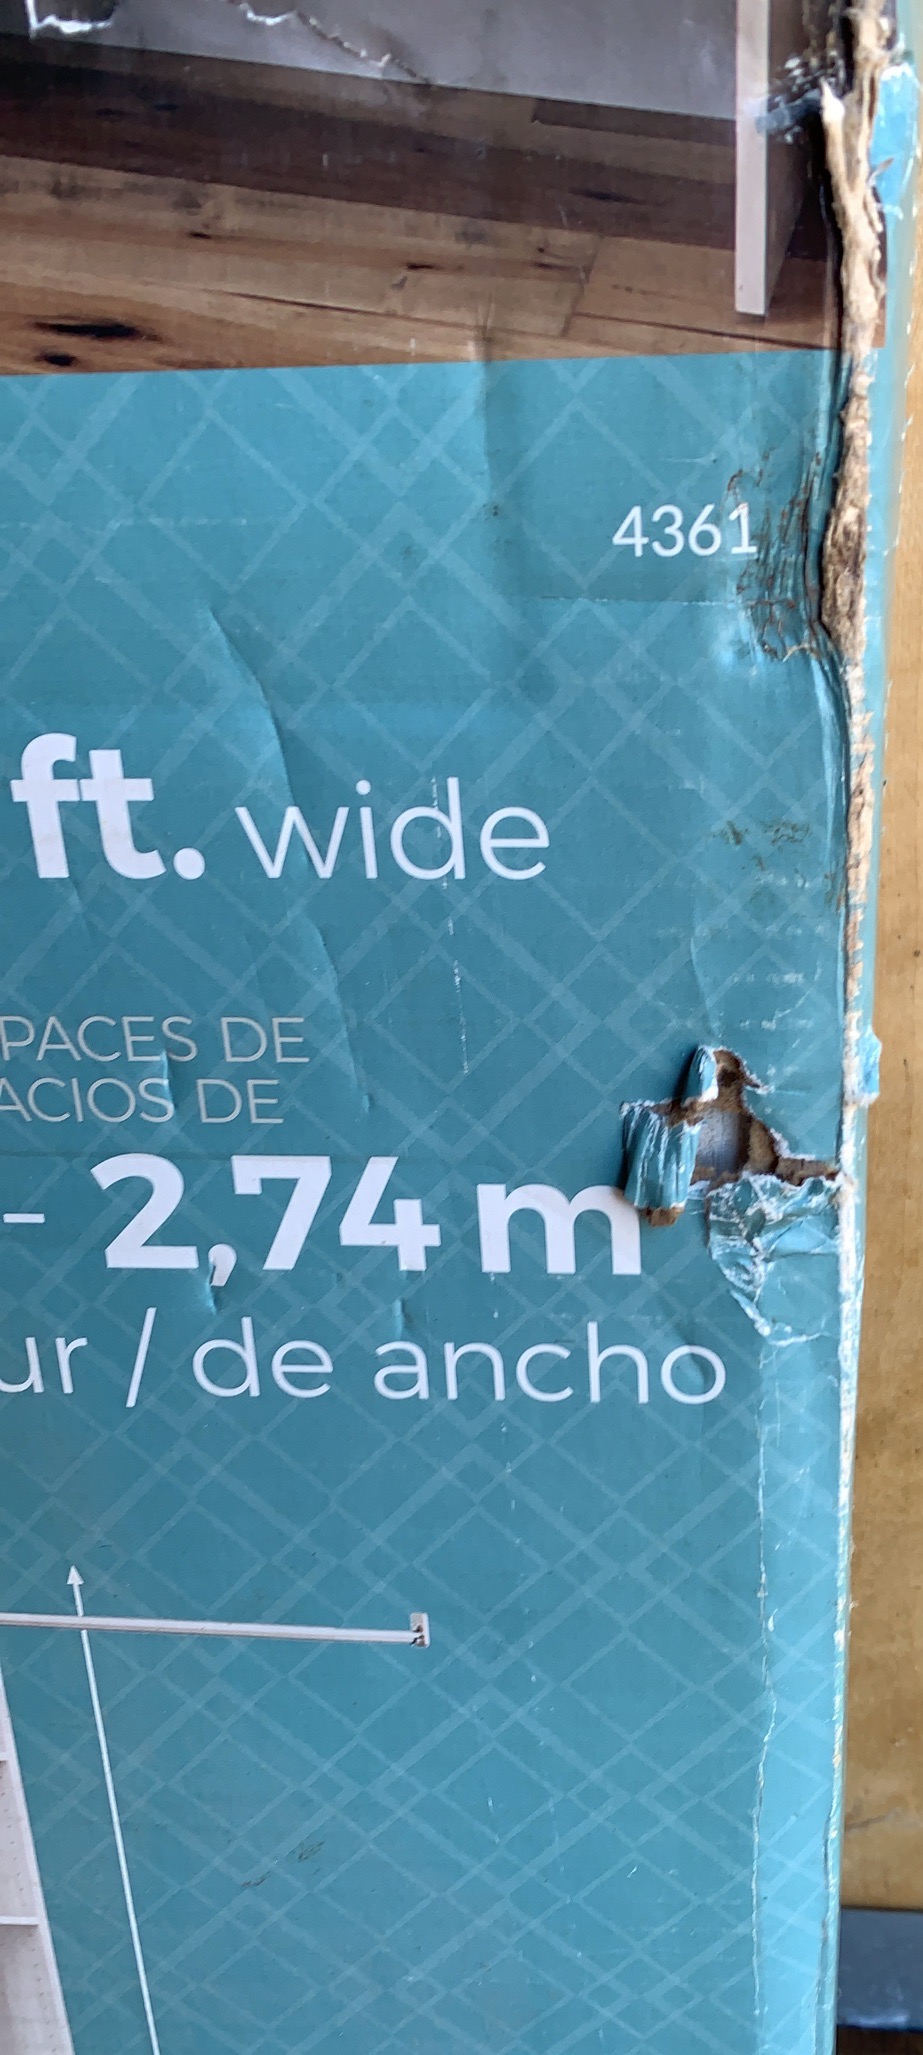 4361
ft. wide
PACES DE
ACIOS DE
- 2,74 m
ur / de ancho